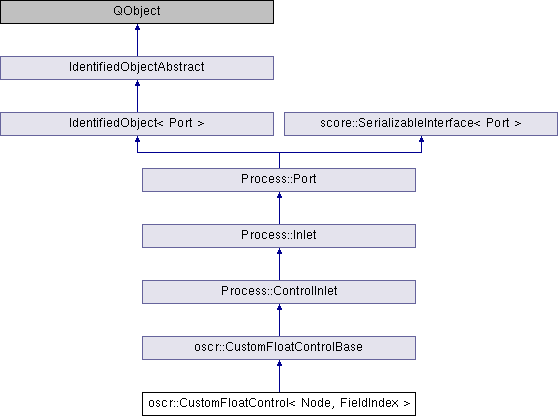 QObject
IdentifiedObjectAbstract
IdentifiedObject< Port >
score::SerializableInterface< Port >
Process::Port
Process::Inlet
Process::ControlInlet
oscr::CustomFloatControlBase
oscr::CustomFloatControl< Node, FieldIndex >